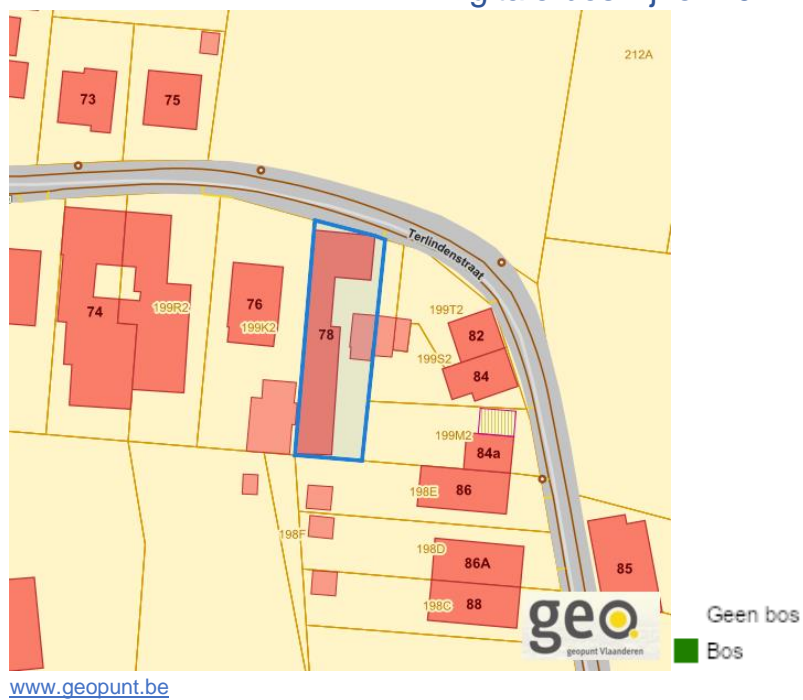 212A
73
75
Terlindenstraat
74
199R2
76
199K2
78
199T2
82
199S2
84
199M2
84a
198E
86
198F
198D
86A
85
198C
88
geo
geopunt Vlaanderen
Geen bos
Bos
www.geopunt.be